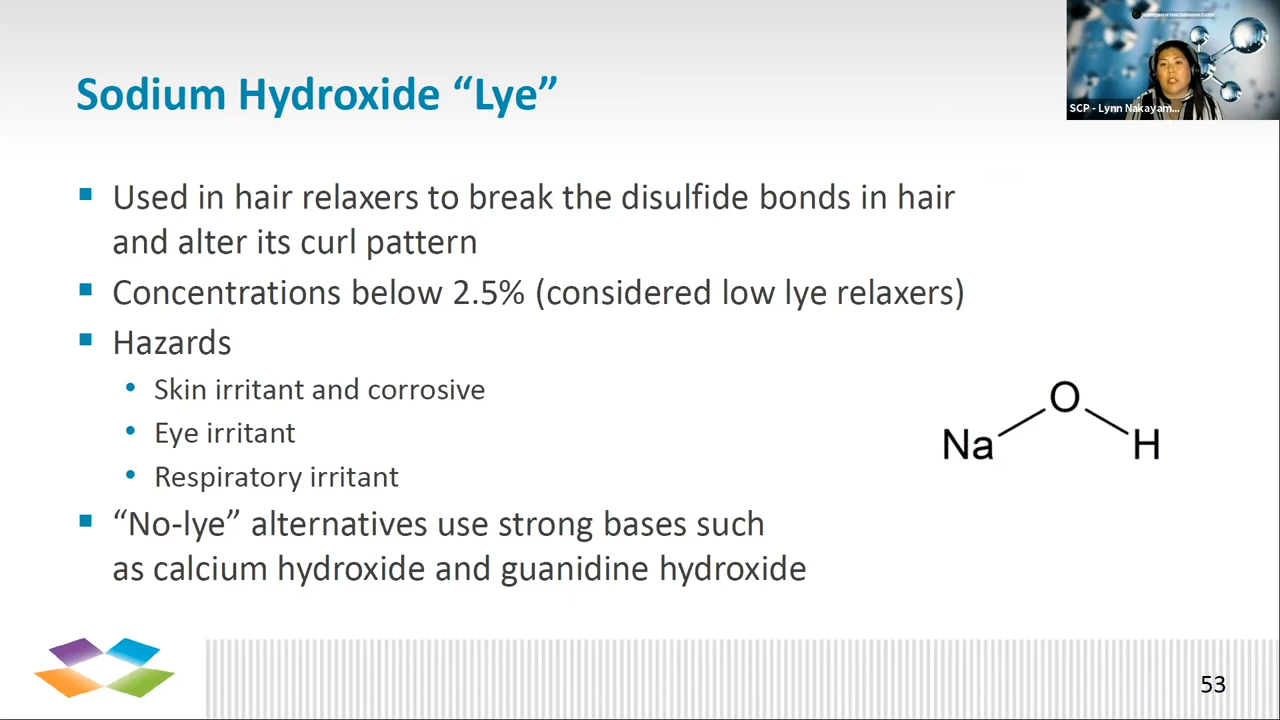 Sodium Hydroxide “Lye”
SCP - Lynn Nakayam...
Used in hair relaxers to break the disulfide bonds in hair
and alter its curl pattern
Concentrations below 2.5% (considered low lye relaxers)
Hazards
Skin irritant and corrosive
Eye irritant
Respiratory irritant
“No-lye” alternatives use strong bases such
as calcium hydroxide and guanidine hydroxide
Na
O
H
53